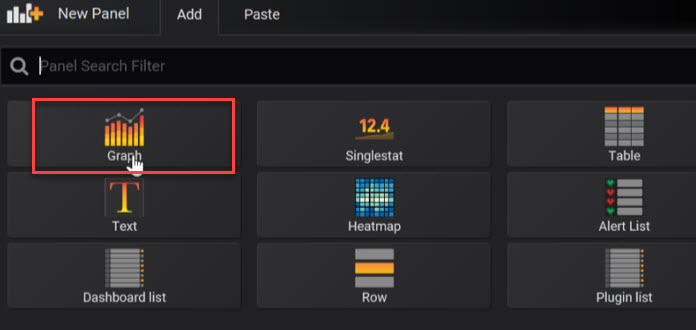 New Panel
Add
Paste
Panel Search Filter
12.4
Graph
Singlestat
Table
T
Text
Heatmap
Alert List
Dashboard list
Row
Plugin list